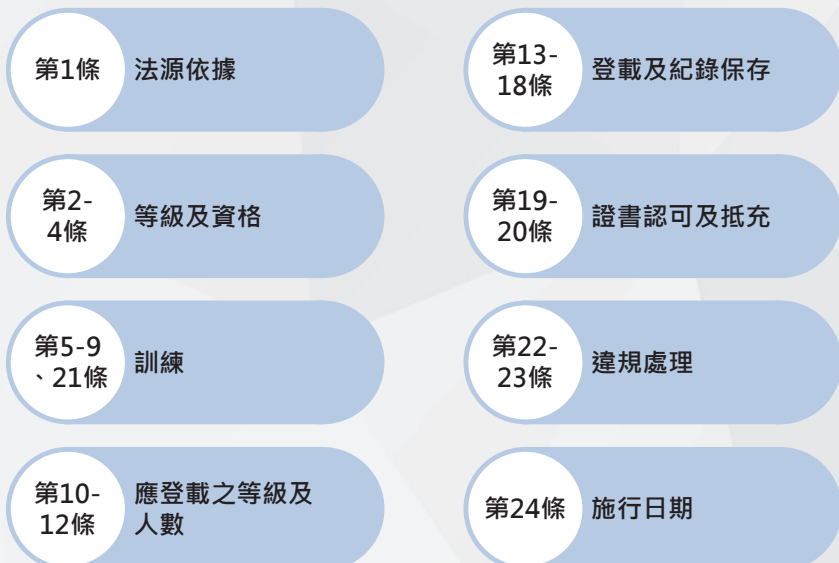 第1條
法源依據
第2-
4條
等級及資格
第5-9
、21條
訓練
第10-
12條
應登載之等級及
人數
第13-
18條
登載及紀錄保存
第19-
20條
證書認可及抵充
第22-
23條
違規處理
第24條
施行日期